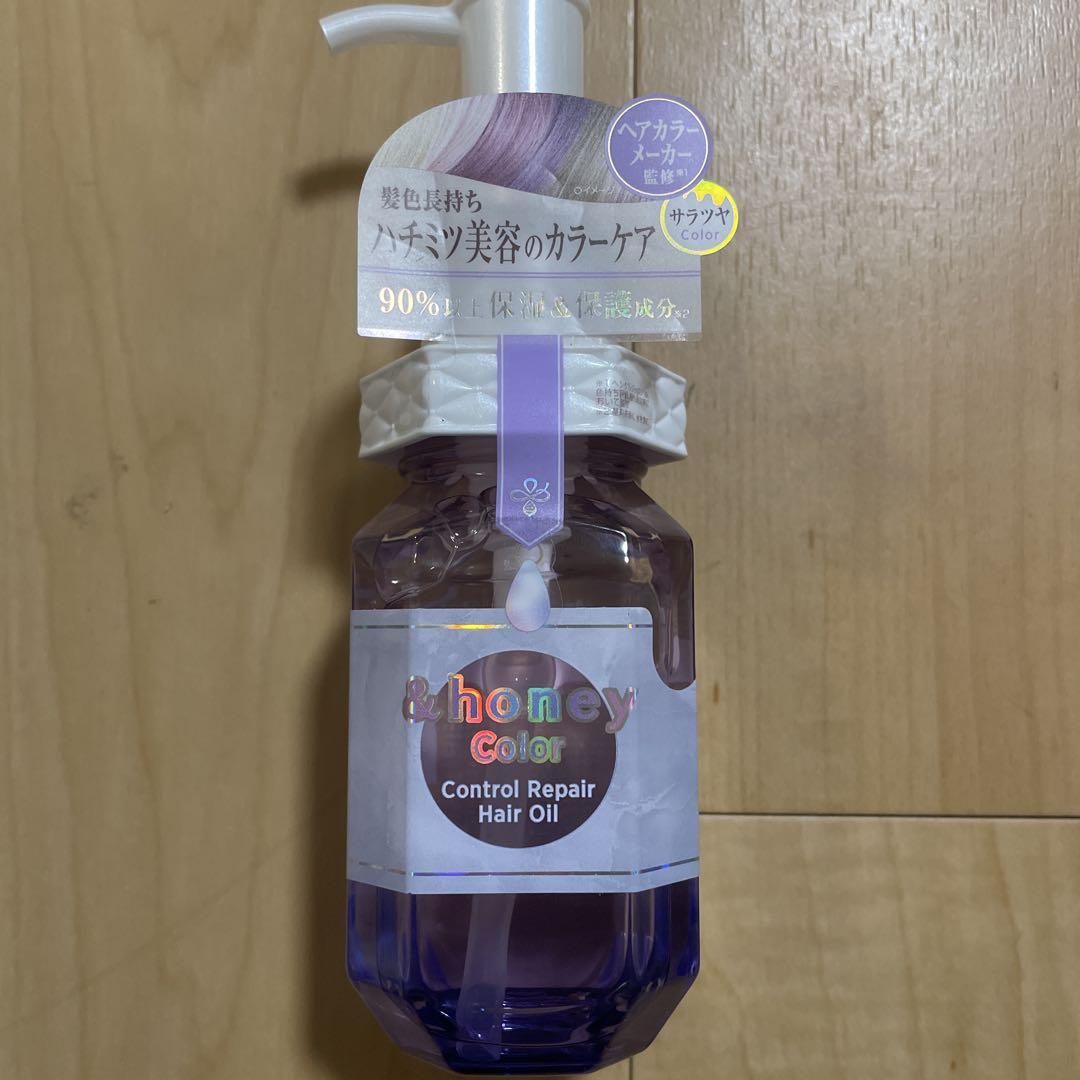 ヘアカラー
メーカー
監修※1
サラツヤ
Color
髪色長持ち
ハチミツ美容のカラーケア
90%以上保湿&保護成分※2
&honey
Color
Control Repair
Hair Oil